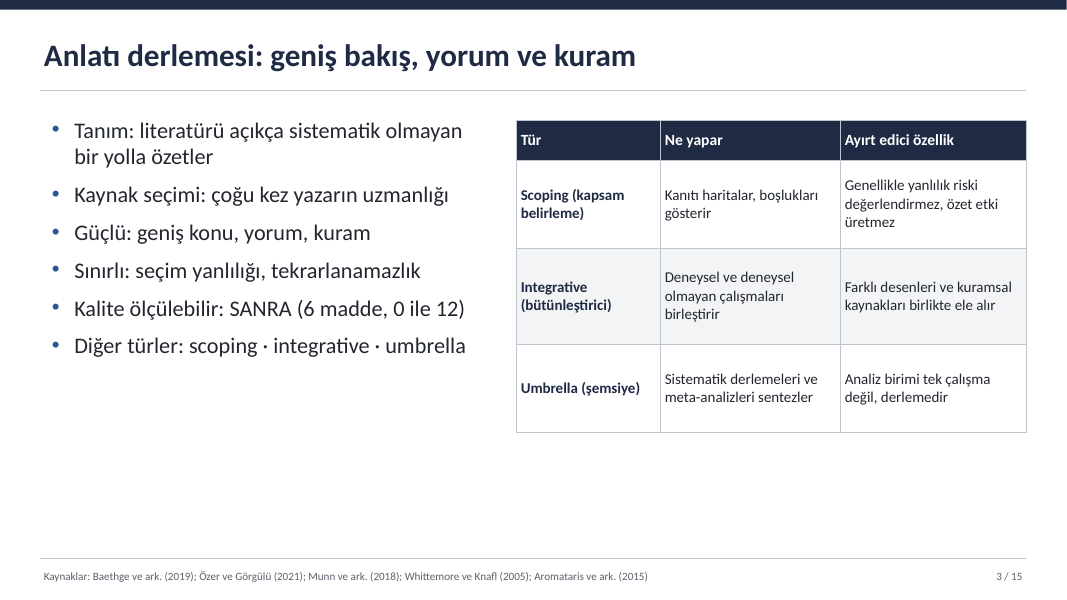 Anlatı derlemesi: geniş bakış, yorum ve kuram
• Tanım: literatürü açıkça sistematik olmayan
bir yolla özetler
• Kaynak seçimi: çoğu kez yazarın uzmanlığı
• Güçlü: geniş konu, yorum, kuram
• Sınırlı: seçim yanlılığı, tekrarlanamazlık
• Kalite ölçülebilir: SANRA (6 madde, 0 ile 12)
• Diğer türler: scoping · integrative · umbrella
Tür
Ne yapar
Ayırt edici özellik
Scoping (kapsam
belirleme)
Kanıtı haritalar, boşlukları
gösterir
Genellikle yanlılık riski
değerlendirmez, özet etki
üretmez
Integrative
(bütünleştirici)
Deneysel ve deneysel
olmayan çalışmaları
birleştirir
Farklı desenleri ve kuramsal
kaynakları birlikte ele alır
Umbrella (şemsiye)
Sistematik derlemeleri ve
meta-analizleri sentezler
Analiz birimi tek çalışma
değil, derlemedir
Kaynaklar: Baethge ve ark. (2019); Özer ve Görgülü (2021); Munn ve ark. (2018); Whittemore ve Knafl (2005); Aromataris ve ark. (2015)
3 / 15